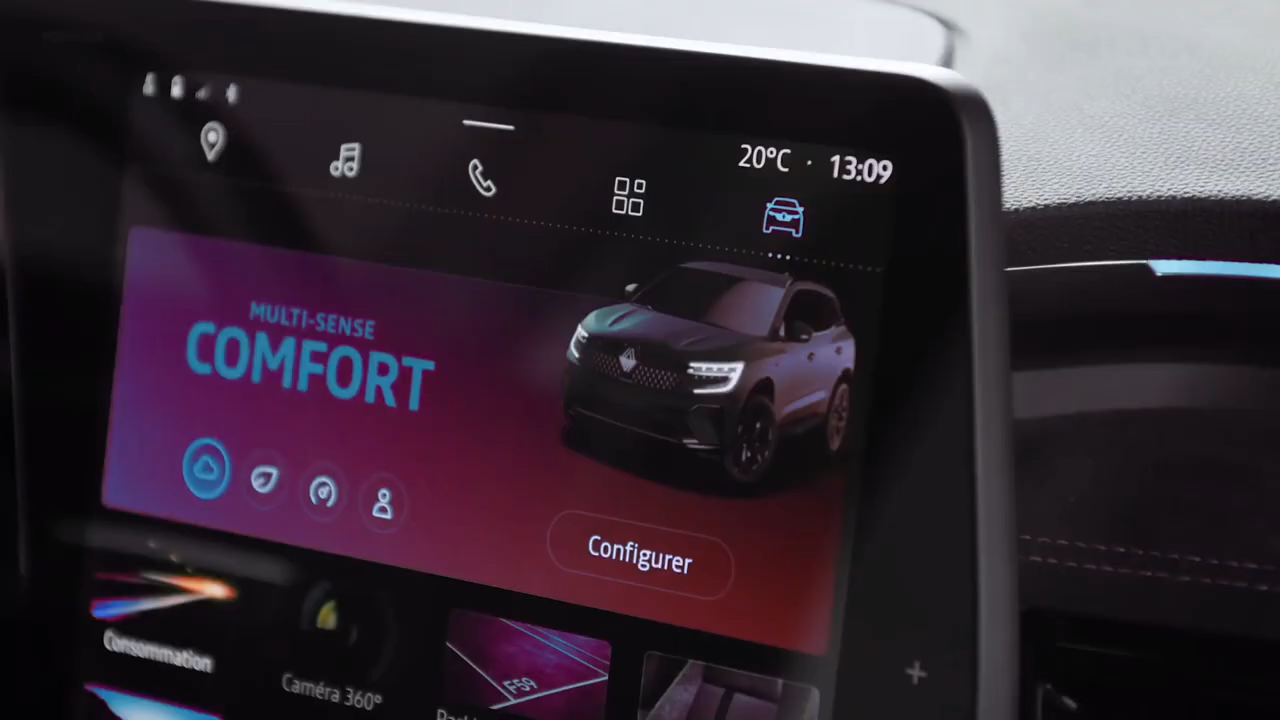 20°C · 13:09
MULTI-SENSE
COMFORT
Configurer
Consommation
Caméra 360°
F59